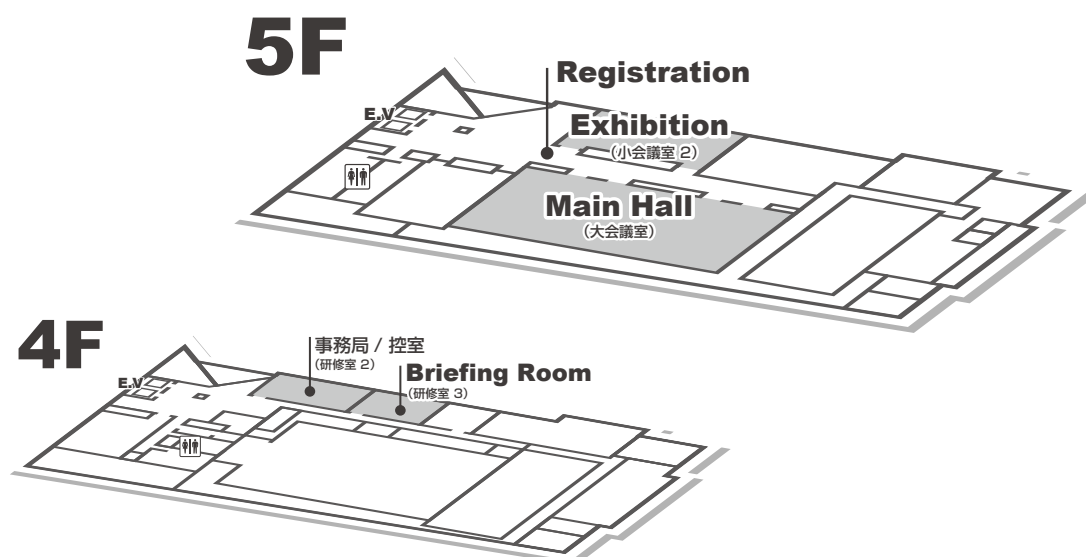 5F
Registration
E.V
Exhibition
(小会議室 2)
Main Hall
(大会議室)
4F
事務局 / 控室
(研修室 2)
Briefing Room
(研修室 3)
E.V